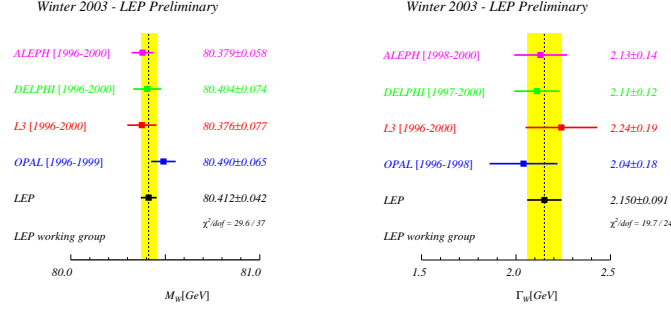 Winter 2003 - LEP Preliminary
ALEPH [1996-2000] 80.379±0.058
DELPHI [1996-2000] 80.404±0.074
L3 [1996-2000] 80.376±0.077
OPAL [1996-1999] 80.490±0.065
LEP 80.412±0.042
χ²/dof = 29.6 / 37
LEP working group
80.0 81.0
M_W[GeV]
Winter 2003 - LEP Preliminary
ALEPH [1998-2000] 2.13±0.14
DELPHI [1997-2000] 2.11±0.12
L3 [1996-2000] 2.24±0.19
OPAL [1996-1998] 2.04±0.18
LEP 2.150±0.091
χ²/dof = 19.7 / 24
LEP working group
1.5 2.0 2.5
Γ_W[GeV]